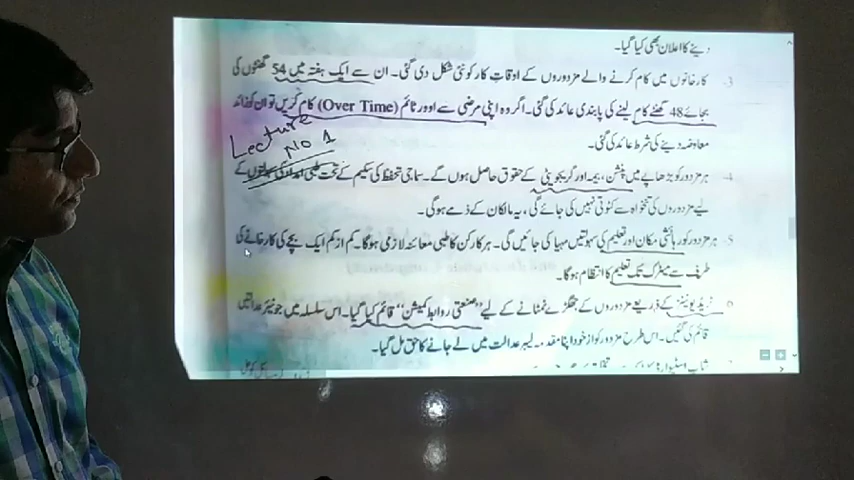 دینے کا اعلان بھی کیا گیا۔
3- کارخانوں میں کام کرنے والے مزدوروں کے اوقات کار کو نئی شکل دی گئی۔ ان سے ایک ہفتہ میں 54 گھنٹوں کی
بجائے 48 گھنٹے کام لینے کی پابندی عائد کی گئی۔ اگر وہ اپنی مرضی سے اوور ٹائم (Over Time) کام کریں تو ان کو زائد
معاوضہ دینے کی شرط عائد کی گئی۔
Lecture
No 1
4- ہر مزدور کو بڑھاپے میں پنشن، بیمہ اور گریجویٹی کے حقوق حاصل ہوں گے۔ سماجی تحفظ کی سکیم کے تحت طبی امداد کی سہولتوں کے
لیے مزدوروں کی تنخواہ سے کٹوتی نہیں کی جائے گی، یہ مالکان کے ذمے ہو گی۔
5- ہر مزدور کو رہائشی مکان اور تعلیم کی سہولتیں مہیا کی جائیں گی۔ ہر کارکن کا طبی معائنہ لازمی ہوگا۔ کم از کم ایک بچے کی کارخانے کی
طرف سے میٹرک تک تعلیم کا انتظام ہوگا۔
6- ٹریڈ یونینز کے ذریعے مزدوروں کے جھگڑے نمٹانے کے لیے "صنعتی روابط کمیشن" قائم کیا گیا۔ اس سلسلہ میں جونیئر عدالتیں
قائم کی گئیں۔ اس طرح مزدور کو از خود اپنا مقدمہ لیبر عدالت میں لے جانے کا حق مل گیا۔